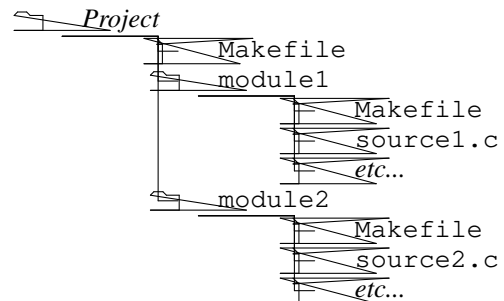 Project
Makefile
module1
Makefile
source1.c
etc...
module2
Makefile
source2.c
etc...